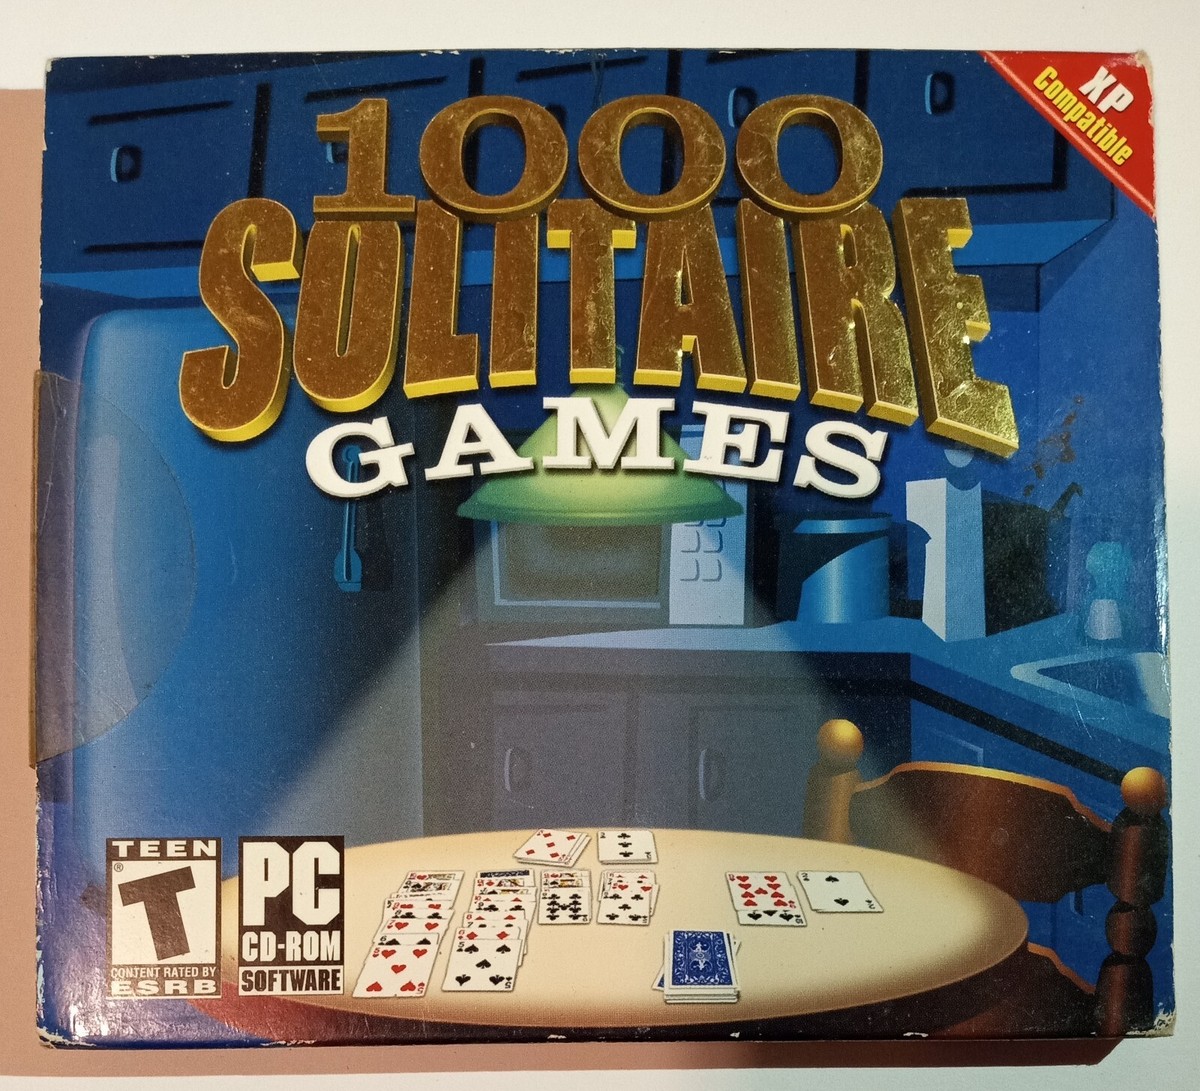 XP
Compatible
1000
SOLITAIRE
GAMES
TEEN
T
®
CONTENT RATED BY
ESRB
PC
CD-ROM
SOFTWARE